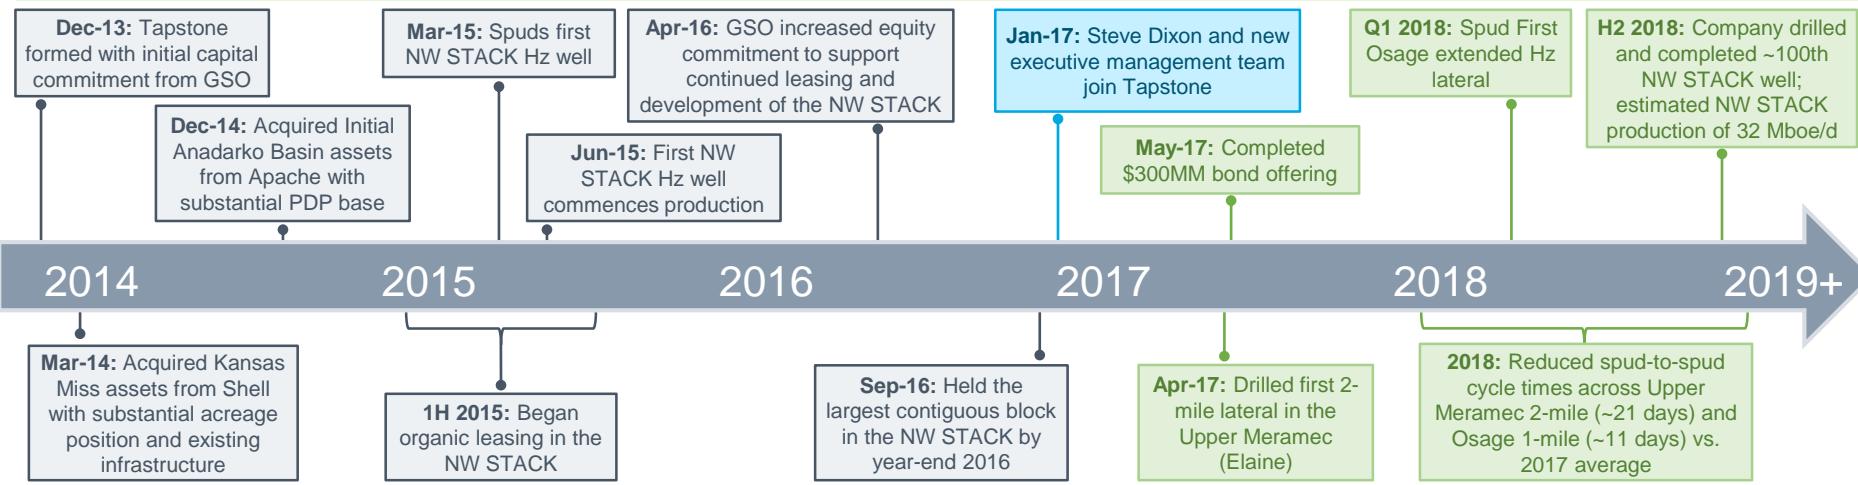 Dec-13: Tapstone
formed with initial capital
commitment from GSO
Dec-14: Acquired Initial
Anadarko Basin assets
from Apache with
substantial PDP base
Mar-15: Spuds first
NW STACK Hz well
Jun-15: First NW
STACK Hz well
commences production
Apr-16: GSO increased equity
commitment to support
continued leasing and
development of the NW STACK
Jan-17: Steve Dixon and new
executive management team
join Tapstone
May-17: Completed
$300MM bond offering
Q1 2018: Spud First
Osage extended Hz
lateral
H2 2018: Company drilled
and completed ~100th
NW STACK well;
estimated NW STACK
production of 32 Mboe/d
2014 2015 2016 2017 2018 2019+
Mar-14: Acquired Kansas
Miss assets from Shell
with substantial acreage
position and existing
infrastructure
1H 2015: Began
organic leasing in the
NW STACK
Sep-16: Held the
largest contiguous block
in the NW STACK by
year-end 2016
Apr-17: Drilled first 2-
mile lateral in the
Upper Meramec
(Elaine)
2018: Reduced spud-to-spud
cycle times across Upper
Meramec 2-mile (~21 days) and
Osage 1-mile (~11 days) vs.
2017 average